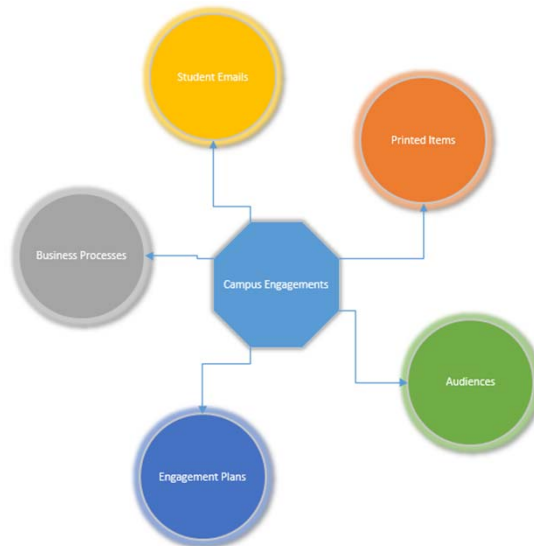 Student Emails
Printed Items
Business Processes
Campus Engagements
Audiences
Engagement Plans